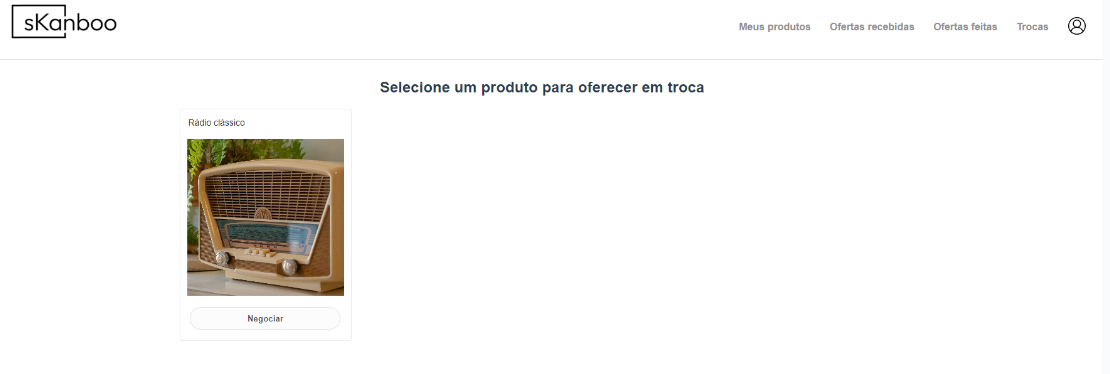 sKanboo
Meus produtos
Ofertas recebidas
Ofertas feitas
Trocas
Selecione um produto para oferecer em troca
Rádio clássico
Negociar